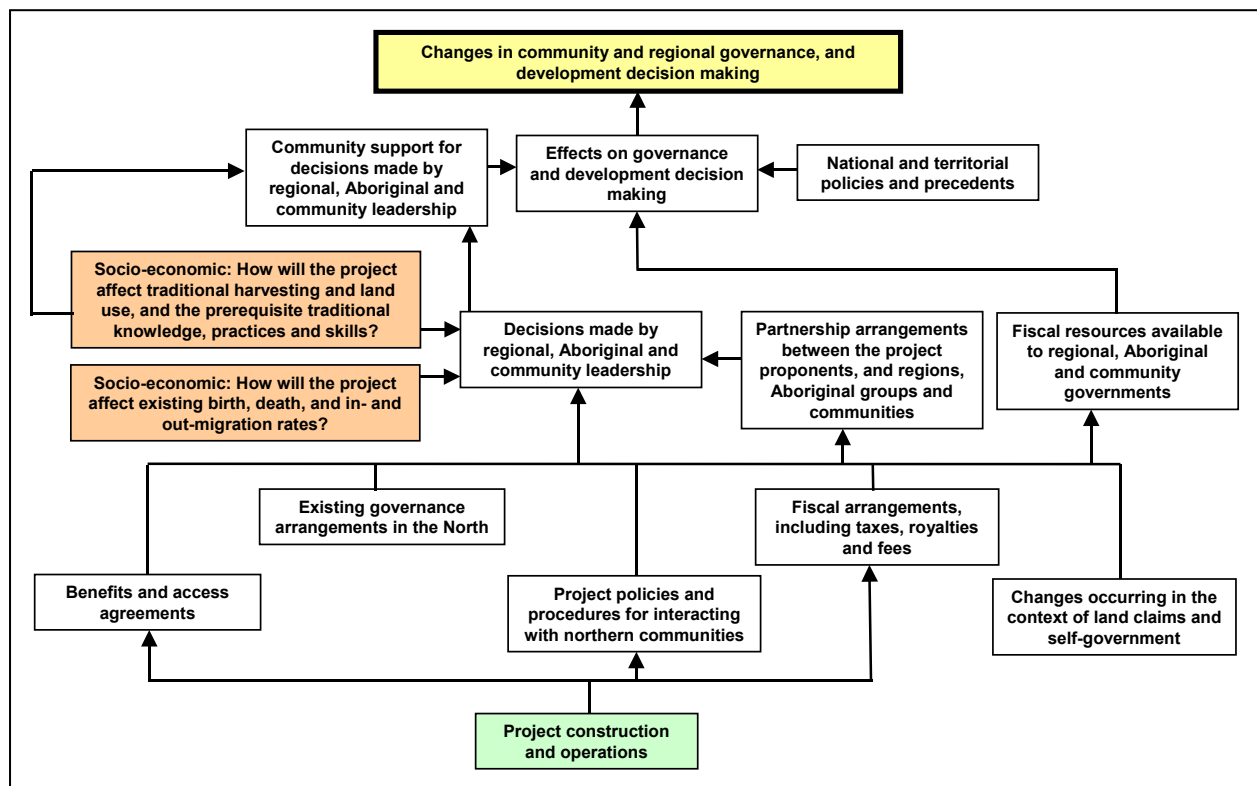 Changes in community and regional governance, and
development decision making
Community support for
decisions made by
regional, Aboriginal and
community leadership
Effects on governance
and development decision
making
National and territorial
policies and precedents
Socio-economic: How will the project
affect traditional harvesting and land
use, and the prerequisite traditional
knowledge, practices and skills?
Decisions made by
regional, Aboriginal and
community leadership
Partnership arrangements
between the project
proponents, and regions,
Aboriginal groups and
communities
Fiscal resources available
to regional, Aboriginal
and community
governments
Socio-economic: How will the project
affect existing birth, death, and in- and
out-migration rates?
Existing governance
arrangements in the North
Fiscal arrangements,
including taxes, royalties
and fees
Benefits and access
agreements
Project policies and
procedures for interacting
with northern communities
Changes occurring in the
context of land claims and
self-government
Project construction
and operations